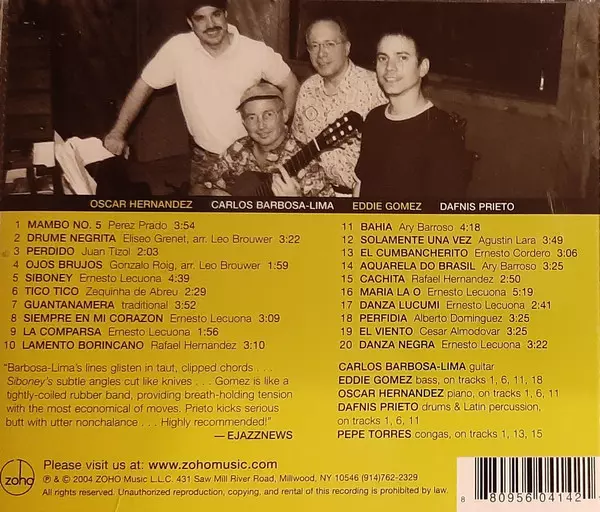 OSCAR HERNANDEZ CARLOS BARBOSA-LIMA EDDIE GOMEZ DAFNIS PRIETO
1 MAMBO NO. 5 Perez Prado 3:54
2 DRUME NEGRITA Eliseo Grenet, arr. Leo Brouwer 3:22
3 PERDIDO Juan Tizol 2:03
4 OJOS BRUJOS Gonzalo Roig, arr. Leo Brouwer 1:59
5 SIBONEY Ernesto Lecuona 4:39
6 TICO TICO Zequinha de Abreu 2:29
7 GUANTANAMERA traditional 3:52
8 SIEMPRE EN MI CORAZON Ernesto Lecuona 3:09
9 LA COMPARSA Ernesto Lecuona 1:56
10 LAMENTO BORINCANO Rafael Hernandez 3:10
11 BAHIA Ary Barroso 4:18
12 SOLAMENTE UNA VEZ Agustin Lara 3:49
13 EL CUMBANCHERITO Ernesto Cordero 3:06
14 AQUARELA DO BRASIL Ary Barroso 3:25
15 CACHITA Rafael Hernandez 2:50
16 MARIA LA O Ernesto Lecuona 5:19
17 DANZA LUCUMI Ernesto Lecuona 2:41
18 PERFIDIA Alberto Dominguez 3:25
19 EL VIENTO Cesar Almodovar 5:25
20 DANZA NEGRA Ernesto Lecuona 3:22
"Barbosa-Lima's lines glisten in taut, clipped chords . . .
Siboney's subtle angles cut like knives . . . Gomez is like a
tightly-coiled rubber band, providing breath-holding tension
with the most economical of moves. Prieto kicks serious
butt with utter nonchalance . . . Highly recommended!"
— EJAZZNEWS
CARLOS BARBOSA-LIMA guitar
EDDIE GOMEZ bass, on tracks 1, 6, 11, 18
OSCAR HERNANDEZ piano, on tracks 1, 6, 11
DAFNIS PRIETO drums & Latin percussion,
on tracks 1, 6, 11
PEPE TORRES congas, on tracks 1, 13, 15
zoho
Please visit us at: www.zohomusic.com
℗ & © 2004 ZOHO Music L.L.C. 431 Saw Mill River Road, Millwood, NY 10546 (914)762-2329
All rights reserved. Unauthorized reproduction, copying, and rental of this recording is prohibited by law.
8 80956 04142